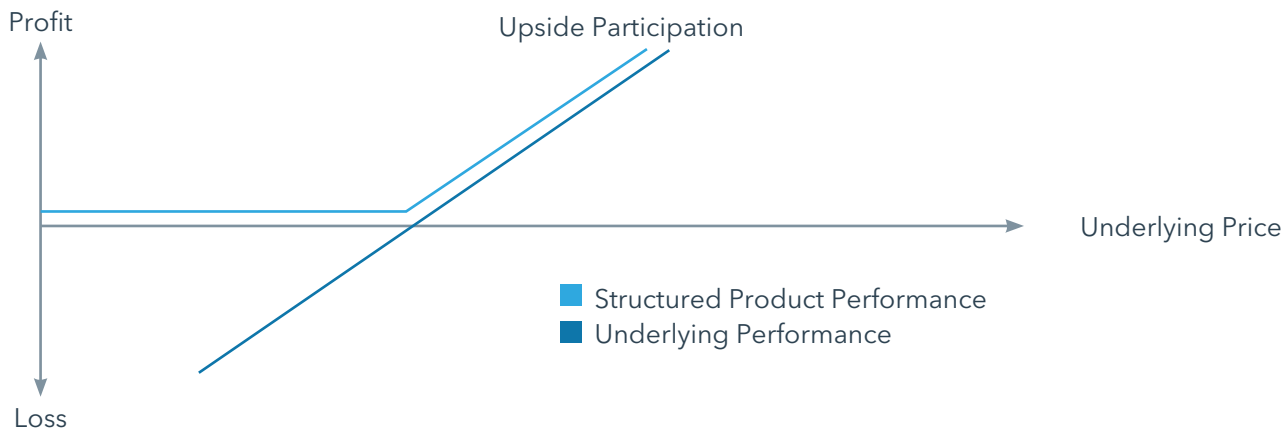 Profit
Upside Participation
Underlying Price
Structured Product Performance
Underlying Performance
Loss